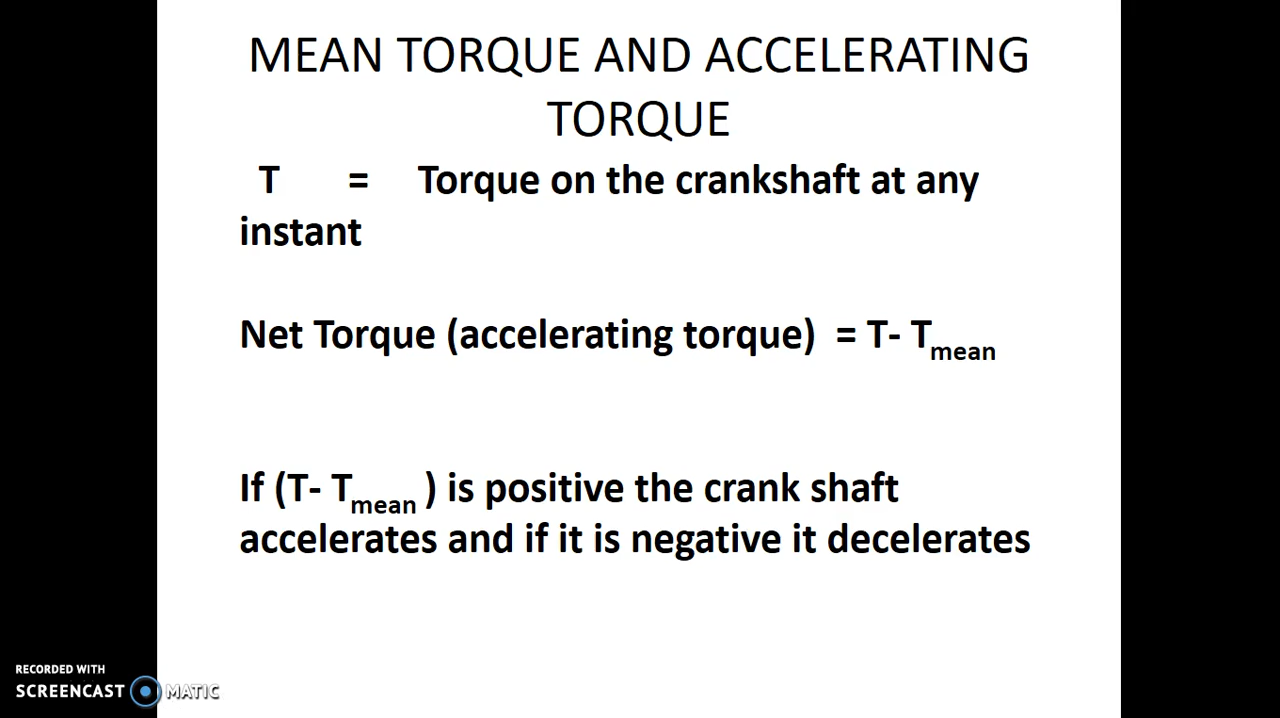 MEAN TORQUE AND ACCELERATING
TORQUE
T = Torque on the crankshaft at any
instant
Net Torque (accelerating torque) = T- Tmean
If (T- Tmean ) is positive the crank shaft
accelerates and if it is negative it decelerates
RECORDED WITH
SCREENCAST MATIC